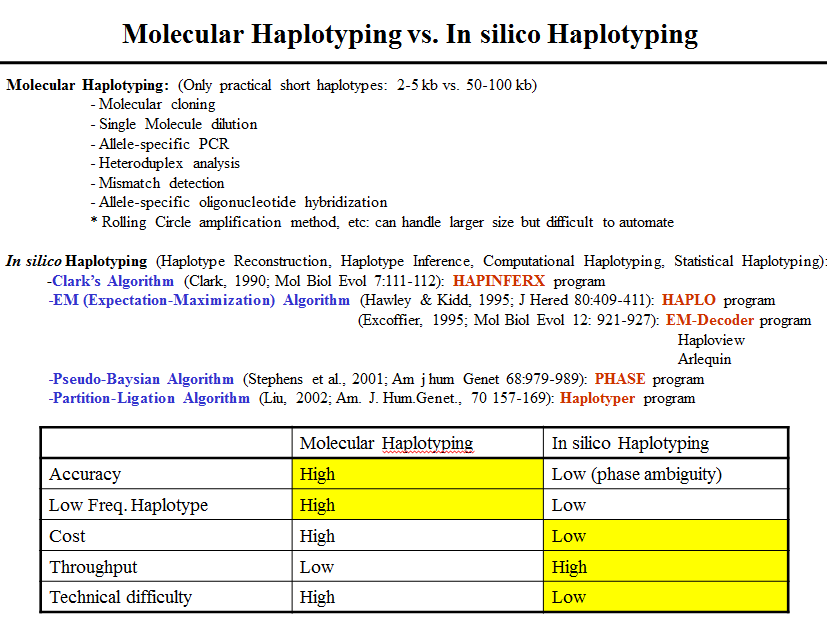 Molecular Haplotyping vs. In silico Haplotyping
Molecular Haplotyping: (Only practical short haplotypes: 2-5 kb vs. 50-100 kb)
- Molecular cloning
- Single Molecule dilution
- Allele-specific PCR
- Heteroduplex analysis
- Mismatch detection
- Allele-specific oligonucleotide hybridization
* Rolling Circle amplification method, etc: can handle larger size but difficult to automate
In silico Haplotyping (Haplotype Reconstruction, Haplotype Inference, Computational Haplotyping, Statistical Haplotyping):
-Clark's Algorithm (Clark, 1990; Mol Biol Evol 7:111-112): HAPINFERX program
-EM (Expectation-Maximization) Algorithm (Hawley & Kidd, 1995; J Hered 80:409-411): HAPLO program
(Excoffier, 1995; Mol Biol Evol 12: 921-927): EM-Decoder program
Haploview
Arlequin
-Pseudo-Baysian Algorithm (Stephens et al., 2001; Am j hum Genet 68:979-989): PHASE program
-Partition-Ligation Algorithm (Liu, 2002; Am. J. Hum.Genet., 70 157-169): Haplotyper program
Molecular Haplotyping In silico Haplotyping
Accuracy High Low (phase ambiguity)
Low Freq. Haplotype High Low
Cost High Low
Throughput Low High
Technical difficulty High Low